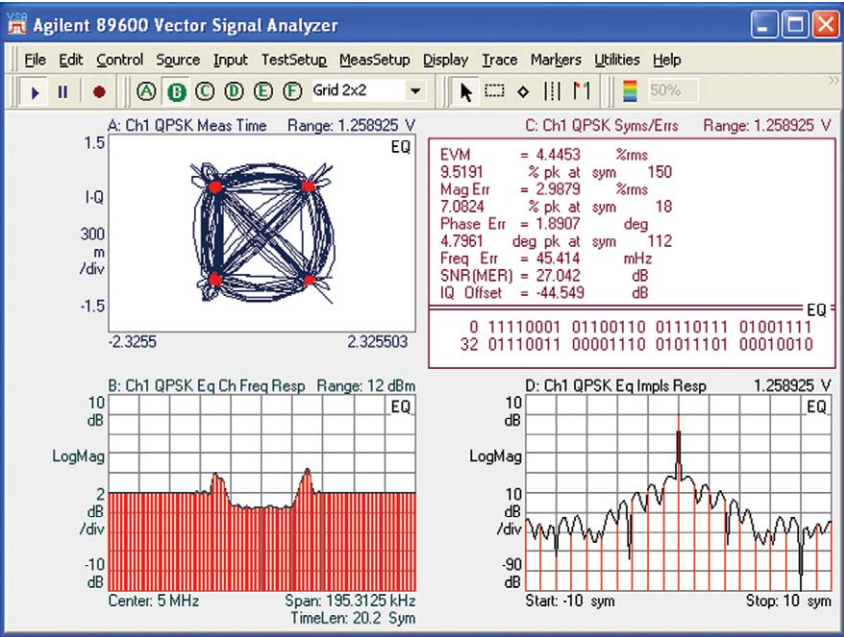 VSA Agilent 89600 Vector Signal Analyzer
File Edit Control Source Input TestSetup MeasSetup Display Trace Markers Utilities Help
A B C D E F Grid 2x2 50%
A: Ch1 QPSK Meas Time Range: 1.258925 V
1.5
EQ
I-Q
300
m
/div
-1.5
-2.3255 2.325503
C: Ch1 QPSK Syms/Errs Range: 1.258925 V
EVM = 4.4453 %rms
9.5191 % pk at sym 150
Mag Err = 2.9879 %rms
7.0824 % pk at sym 18
Phase Err = 1.8907 deg
4.7961 deg pk at sym 112
Freq Err = 45.414 mHz
SNR(MER) = 27.042 dB
IQ Offset = -44.549 dB
EQ
0 11110001 01100110 01110111 01001111
32 01110011 00001110 01011101 00010010
B: Ch1 QPSK Eq Ch Freq Resp Range: 12 dBm
10
dB
EQ
LogMag
2
dB
/div
-10
dB
Center: 5 MHz Span: 195.3125 kHz
TimeLen: 20.2 Sym
D: Ch1 QPSK Eq Impls Resp 1.258925 V
10
dB
EQ
LogMag
10
dB
/div
-90
dB
Start: -10 sym Stop: 10 sym